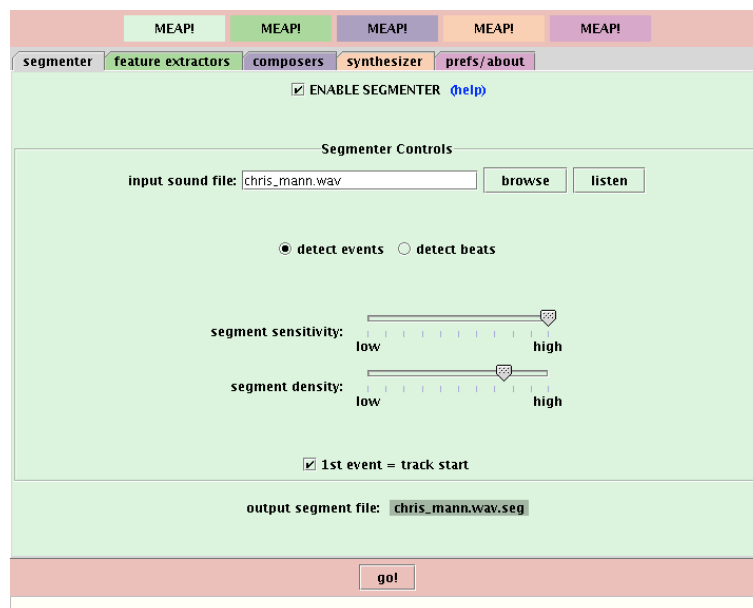 MEAP! MEAP! MEAP! MEAP! MEAP!
segmenter feature extractors composers synthesizer prefs/about
ENABLE SEGMENTER (help)
Segmenter Controls
input sound file: chris_mann.wav browse listen
detect events detect beats
segment sensitivity:
low high
segment density:
low high
1st event = track start
output segment file: chris_mann.wav.seg
go!